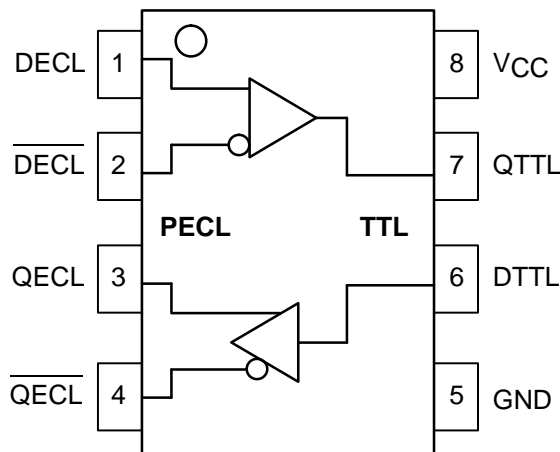 DECL 1 8 VCC
DECL 2 7 QTTL
PECL TTL
QECL 3 6 DTTL
QECL 4 5 GND